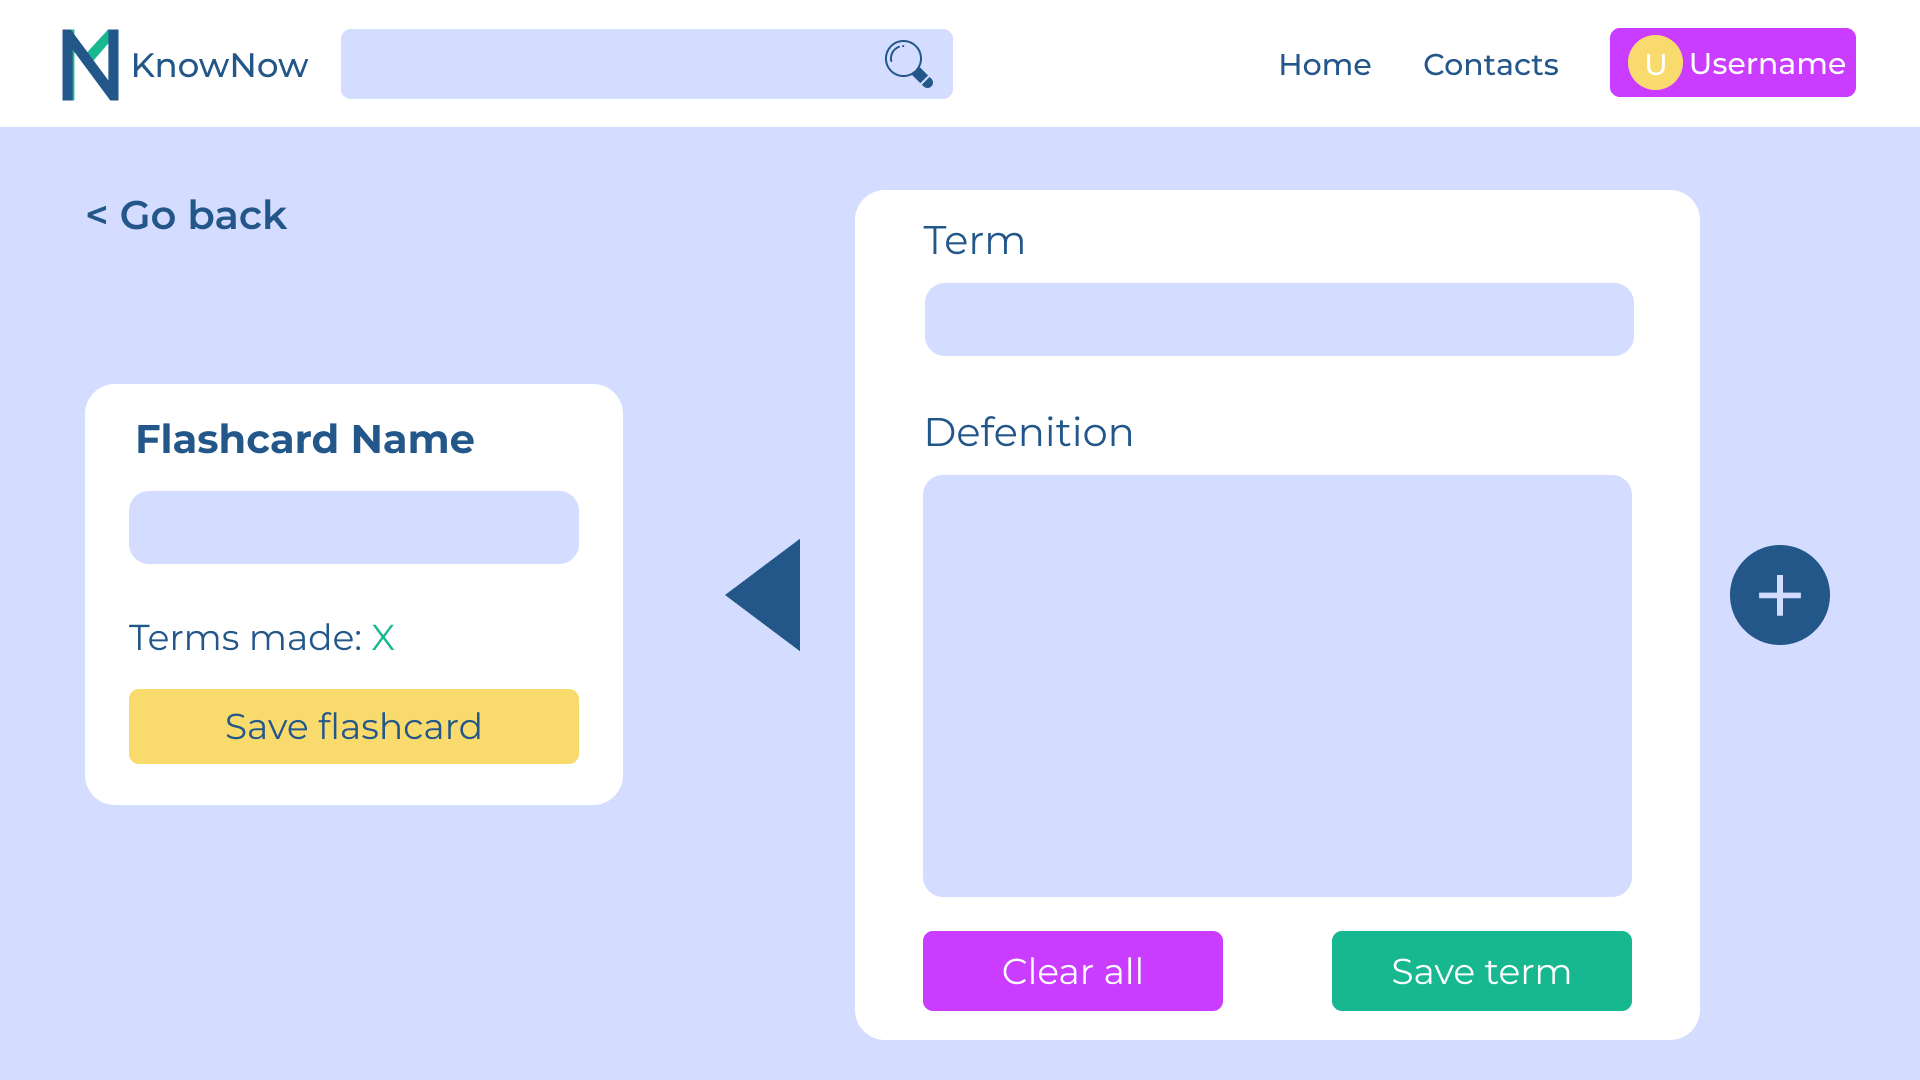 KnowNow
Home
Contacts
U
Username
< Go back
Flashcard Name
Terms made: X
Save flashcard
Term
Defenition
Clear all
Save term
+